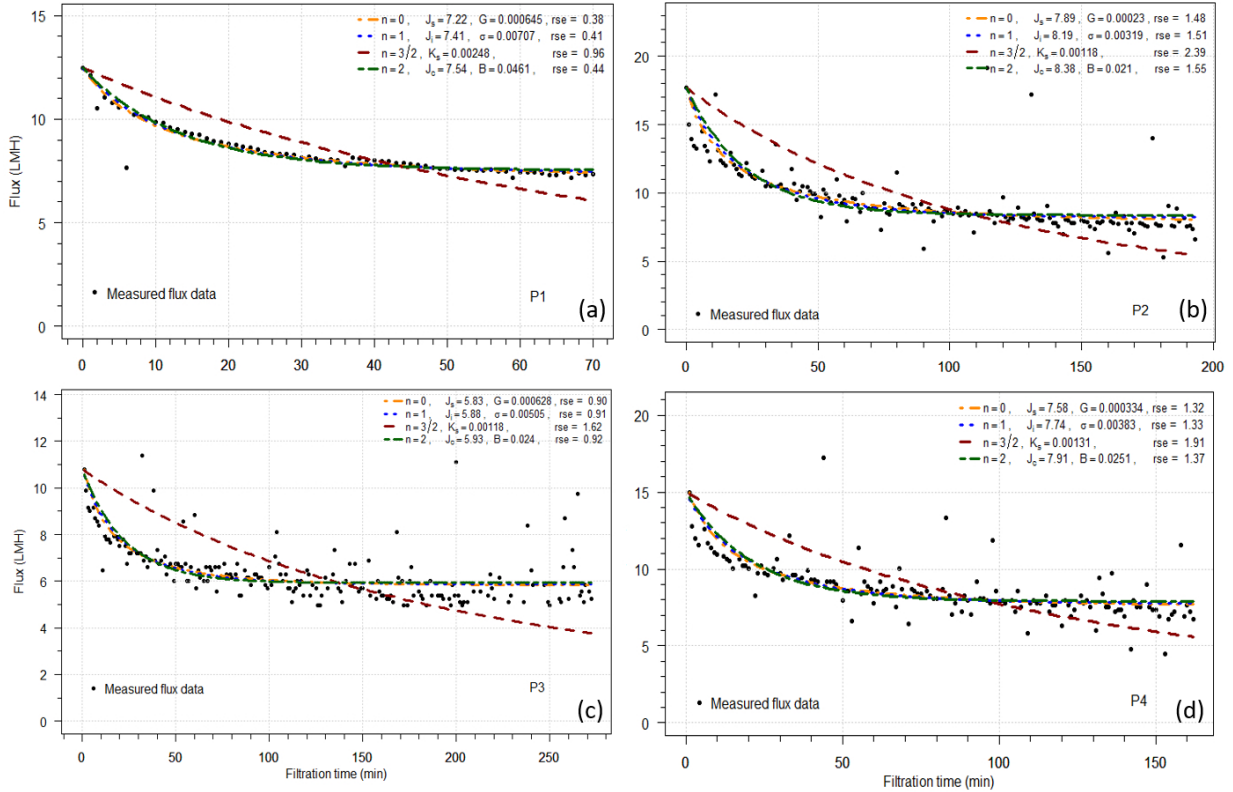 n = 0 , J_s = 7.22 , G = 0.000645 , rse = 0.38
n = 1 , J_i = 7.41 , σ = 0.00707 , rse = 0.41
n = 3/2 , K_s = 0.00248 , rse = 0.96
n = 2 , J_c = 7.54 , B = 0.0461 , rse = 0.44
15
10
5
0
Flux (LMH)
Measured flux data
P1
(a)
0 10 20 30 40 50 60 70
n = 0 , J_s = 7.89 , G = 0.00023 , rse = 1.48
n = 1 , J_i = 8.19 , σ = 0.00319 , rse = 1.51
n = 3/2 , K_s = 0.00118 , rse = 2.39
n = 2 , J_c = 8.38 , B = 0.021 , rse = 1.55
20
15
10
5
0
Measured flux data
P2
(b)
0 50 100 150 200
n = 0 , J_s = 5.83 , G = 0.000628 , rse = 0.90
n = 1 , J_i = 5.88 , σ = 0.00505 , rse = 0.91
n = 3/2 , K_s = 0.00118 , rse = 1.62
n = 2 , J_c = 5.93 , B = 0.024 , rse = 0.92
14
12
10
8
6
4
2
0
Flux (LMH)
Measured flux data
P3
(c)
0 50 100 150 200 250
Filtration time (min)
n = 0 , J_s = 7.58 , G = 0.000334 , rse = 1.32
n = 1 , J_i = 7.74 , σ = 0.00383 , rse = 1.33
n = 3/2 , K_s = 0.00131 , rse = 1.91
n = 2 , J_c = 7.91 , B = 0.0251 , rse = 1.37
20
15
10
5
0
Measured flux data
P4
(d)
0 50 100 150
Filtration time (min)